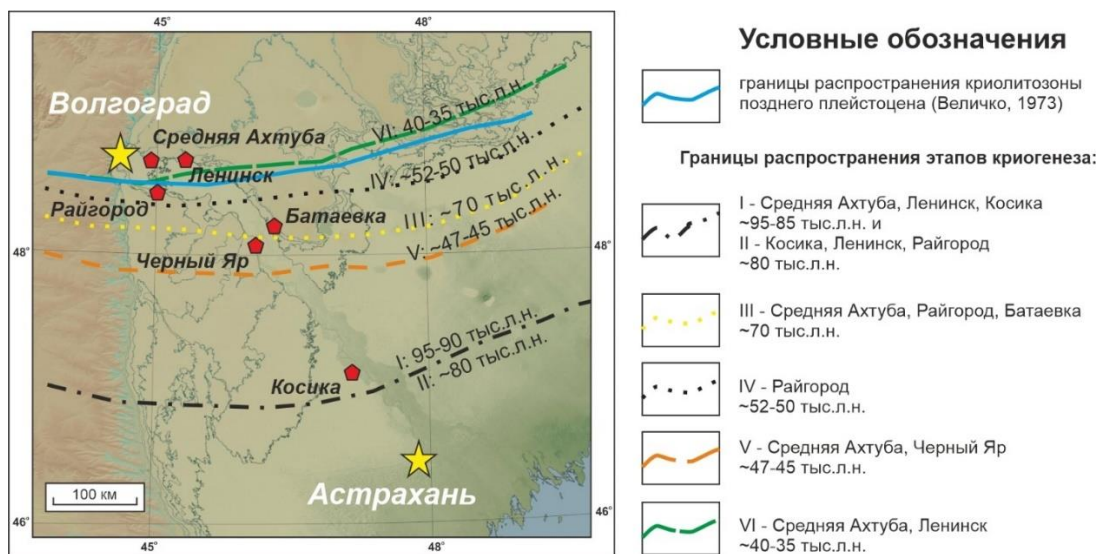 45°
48°
Волгоград
Средняя Ахтуба
VI: 40-35 тыс.л.н.
Ленинск
IV: ~52-50 тыс.л.н.
Райгород
Батаевка
III: ~70 тыс.л.н.
V: ~47-45 тыс.л.н.
48°
48°
Черный Яр
I: 95-90 тыс.л.н.
II: ~80 тыс.л.н.
Косика
Астрахань
100 км
46°
46°
45°
48°
Условные обозначения
границы распространения криолитозоны
позднего плейстоцена (Величко, 1973)
Границы распространения этапов криогенеза:
I - Средняя Ахтуба, Ленинск, Косика
~95-85 тыс.л.н. и
II - Косика, Ленинск, Райгород
~80 тыс.л.н.
III - Средняя Ахтуба, Райгород, Батаевка
~70 тыс.л.н.
IV - Райгород
~52-50 тыс.л.н.
V - Средняя Ахтуба, Черный Яр
~47-45 тыс.л.н.
VI - Средняя Ахтуба, Ленинск
~40-35 тыс.л.н.